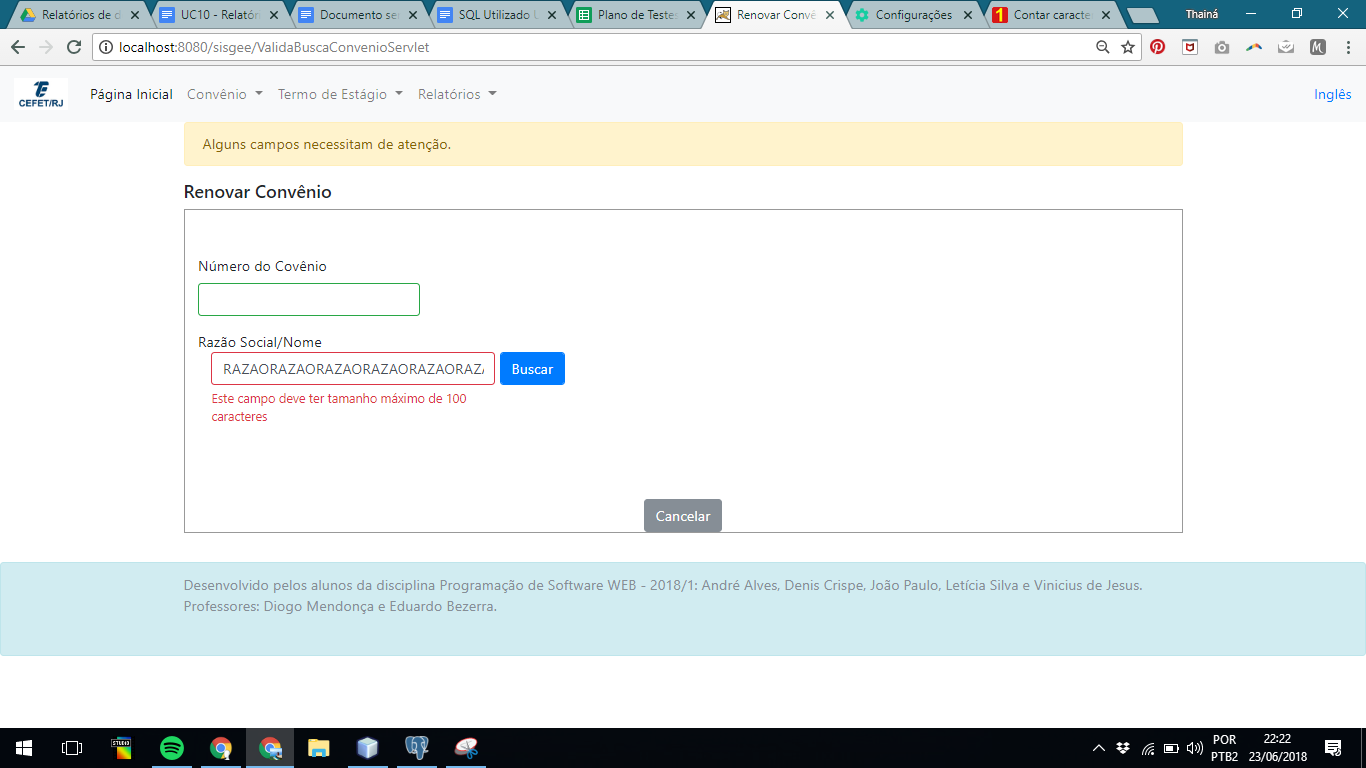 Relatórios de d
UC10 - Relatóri
Documento se
SQL Utilizado U
Plano de Testes
Renovar Convê
Configurações
1 Contar caracte
Thainá
localhost:8080/sisgee/ValidaBuscaConvenioServlet
CEFET/RJ
Página Inicial
Convênio
Termo de Estágio
Relatórios
Inglês
Alguns campos necessitam de atenção.
Renovar Convênio
Número do Covênio
Razão Social/Nome
RAZAORAZAORAZAORAZAORAZAORAZA
Buscar
Este campo deve ter tamanho máximo de 100
caracteres
Cancelar
Desenvolvido pelos alunos da disciplina Programação de Software WEB - 2018/1: André Alves, Denis Crispe, João Paulo, Letícia Silva e Vinicius de Jesus.
Professores: Diogo Mendonça e Eduardo Bezerra.
STUDIO
POR
PTB2
22:22
23/06/2018